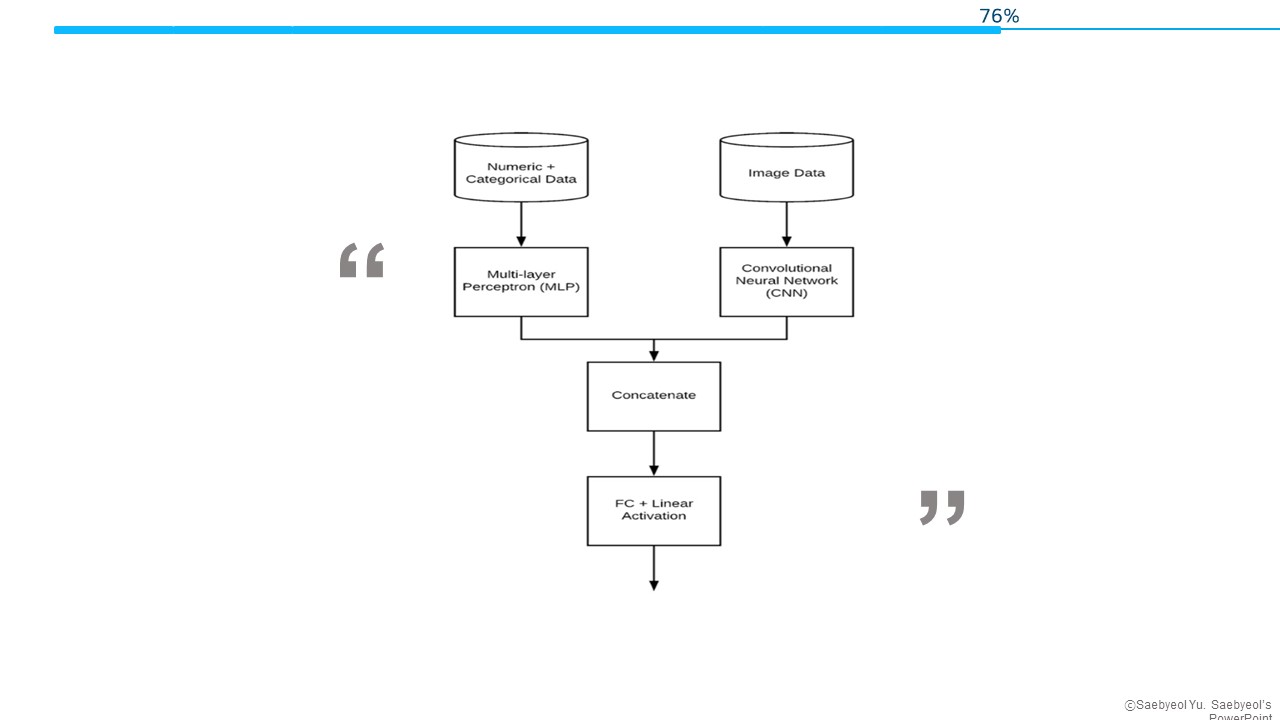 76%
Numeric +
Categorical Data
Image Data
Multi-layer
Perceptron (MLP)
Convolutional
Neural Network
(CNN)
“
Concatenate
FC + Linear
Activation
”
ⓒSaebyeol Yu. Saebyeol’s
PowerPoint